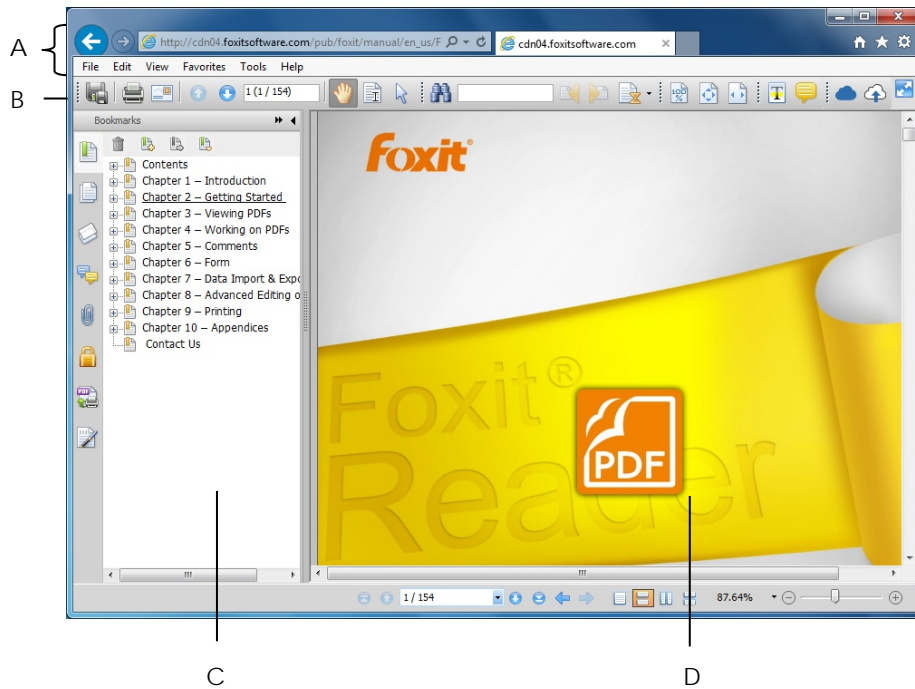 A
http://cdn04.foxitsoftware.com/pub/foxit/manual/en_us/F
cdn04.foxitsoftware.com
File Edit View Favorites Tools Help
B
1 (1 / 154)
Bookmarks
Contents
Chapter 1 – Introduction
Chapter 2 – Getting Started
Chapter 3 – Viewing PDFs
Chapter 4 – Working on PDFs
Chapter 5 – Comments
Chapter 6 – Form
Chapter 7 – Data Import & Expo
Chapter 8 – Advanced Editing o
Chapter 9 – Printing
Chapter 10 – Appendices
Contact Us
foxit
Foxit®
Reader
PDF
1 / 154
87.64%
C
D